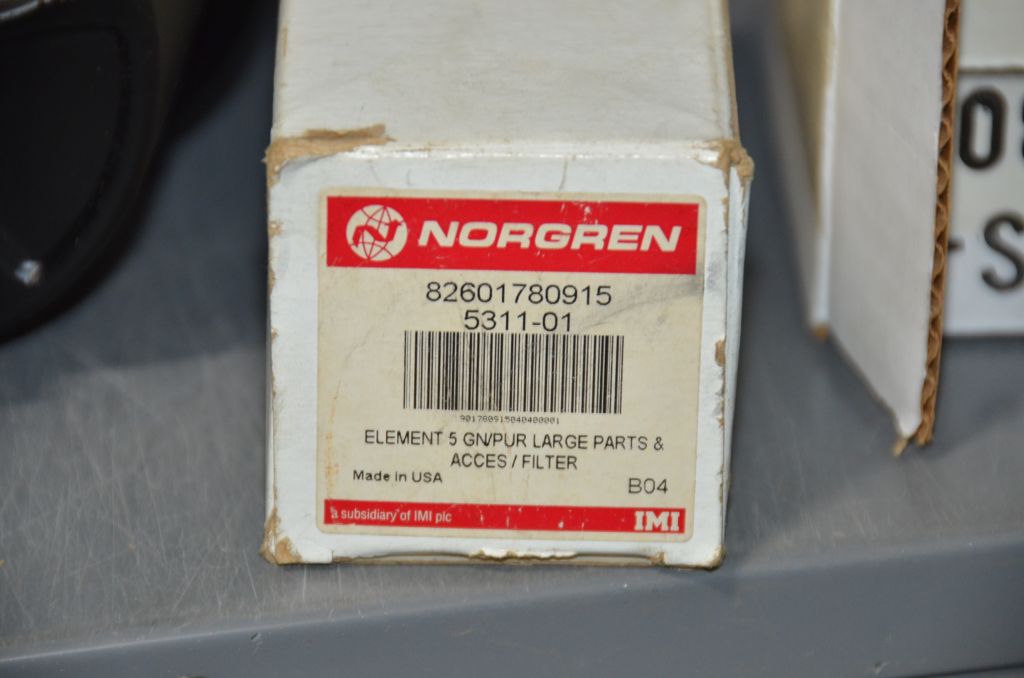 NORGREN
82601780915
5311-01
901780915040400001
ELEMENT 5 GN/PUR LARGE PARTS &
ACCES / FILTER
Made in USA
B04
a subsidiary of IMI plc
IMI